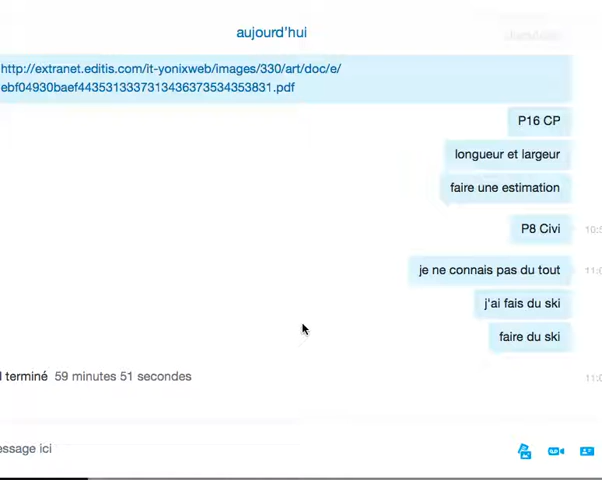 aujourd'hui
http://extranet.editis.com/it-yonixweb/images/330/art/doc/e/
ebf04930baef44353133373134363735343538​31.pdf
P16 CP
longueur et largeur
faire une estimation
P8 Civi
je ne connais pas du tout
j'ai fais du ski
faire du ski
terminé 59 minutes 51 secondes
essage ici